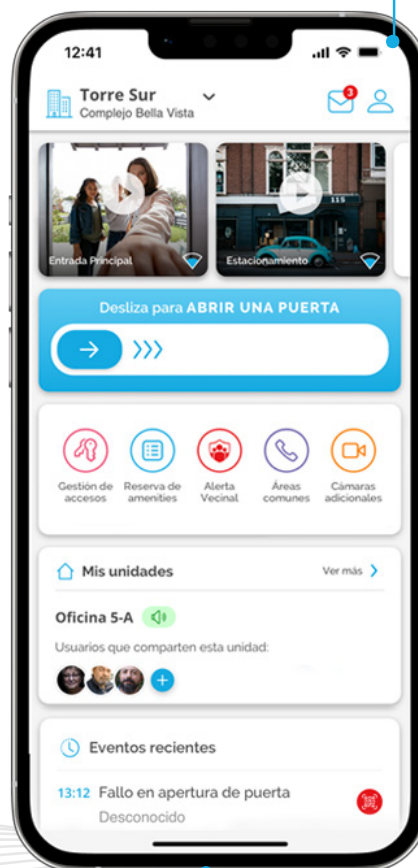 12:41
Torre Sur
Complejo Bella Vista
3
115
Entrada Principal
Estacionamiento
Desliza para ABRIR UNA PUERTA
Gestión de accesos
Reserva de amenities
Alerta Vecinal
Áreas comunes
Cámaras adicionales
Mis unidades
Ver más
Oficina 5-A
Usuarios que comparten esta unidad:
Eventos recientes
13:12 Fallo en apertura de puerta
Desconocido